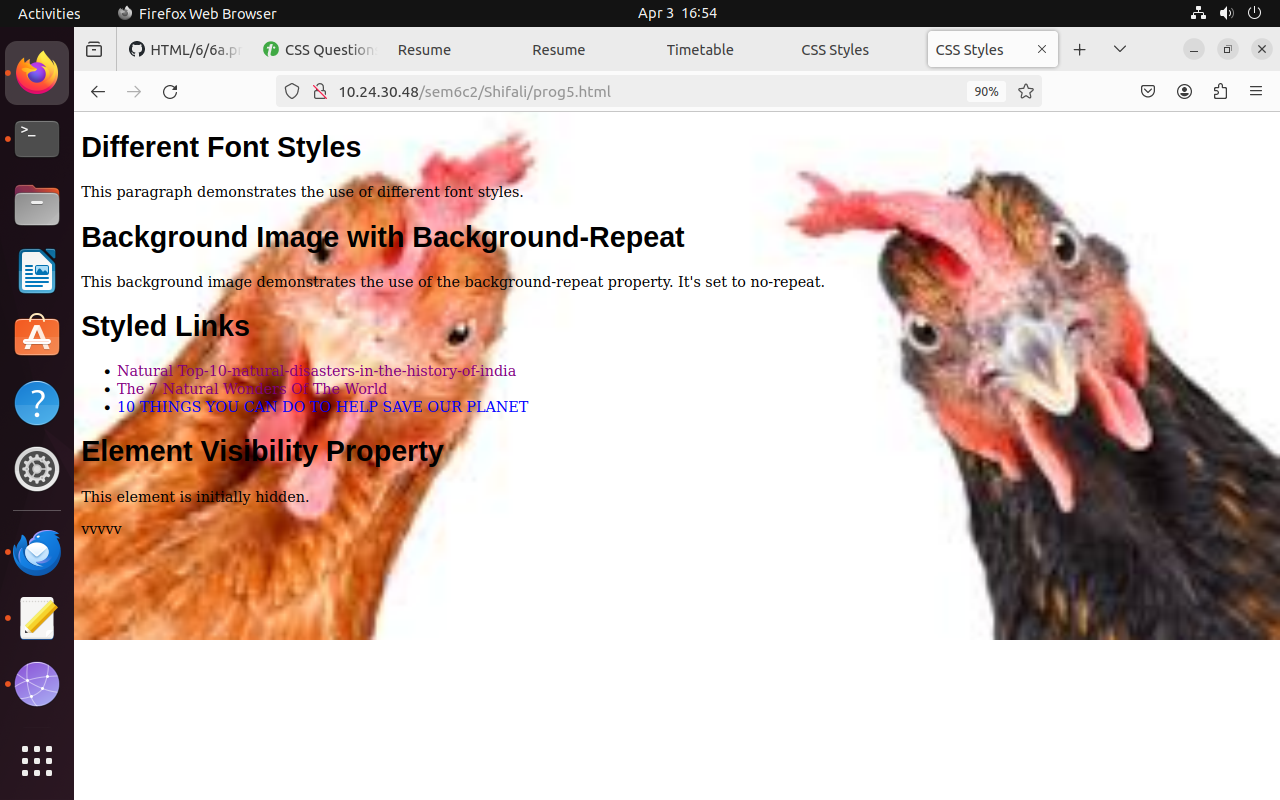 Activities Firefox Web Browser Apr 3 16:54
HTML/6/6a.pr CSS Question Resume Resume Timetable CSS Styles CSS Styles
10.24.30.48/sem6c2/Shifali/prog5.html 90%
Different Font Styles
This paragraph demonstrates the use of different font styles.
Background Image with Background-Repeat
This background image demonstrates the use of the background-repeat property. It's set to no-repeat.
Styled Links
• Natural Top-10-natural-disasters-in-the-history-of-india
• The 7 Natural Wonders Of The World
• 10 THINGS YOU CAN DO TO HELP SAVE OUR PLANET
Element Visibility Property
This element is initially hidden.
vvvvv